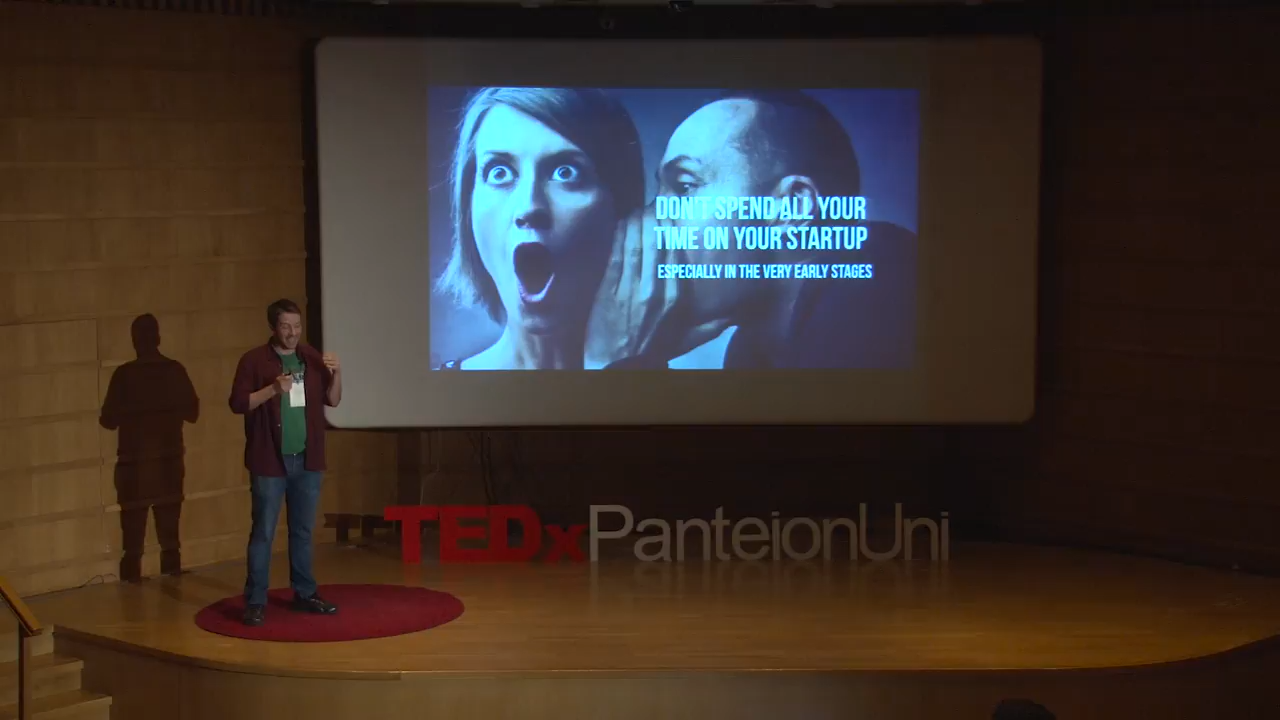 DON'T SPEND ALL YOUR
TIME ON YOUR STARTUP
ESPECIALLY IN THE VERY EARLY STAGES
TEDxPanteionUni